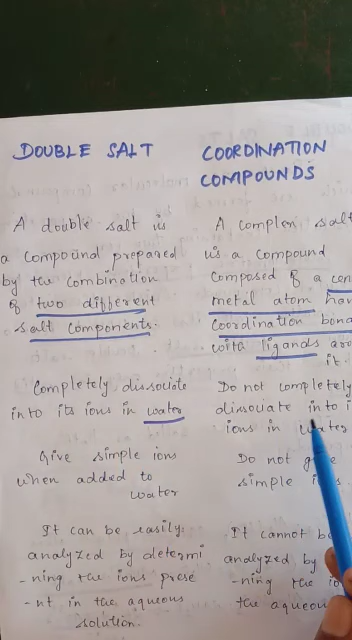 DOUBLE SALT
A double salt is
a compound prepared
by the combination
of two different
salt components.
Completely dissociate
into its ions in water
Give simple ions
when added to
water
It can be easily
analyzed by determi
-ning the ions prese
-nt in the aqueous
solution.
COORDINATION
COMPOUNDS
A complex salt
is a compound
composed of a
metal atom
coordination
with ligands
it.
Do not completely
dissociate into
ions in water
Do not
simple
It cannot
analyzed by
-ning the
the aqueous